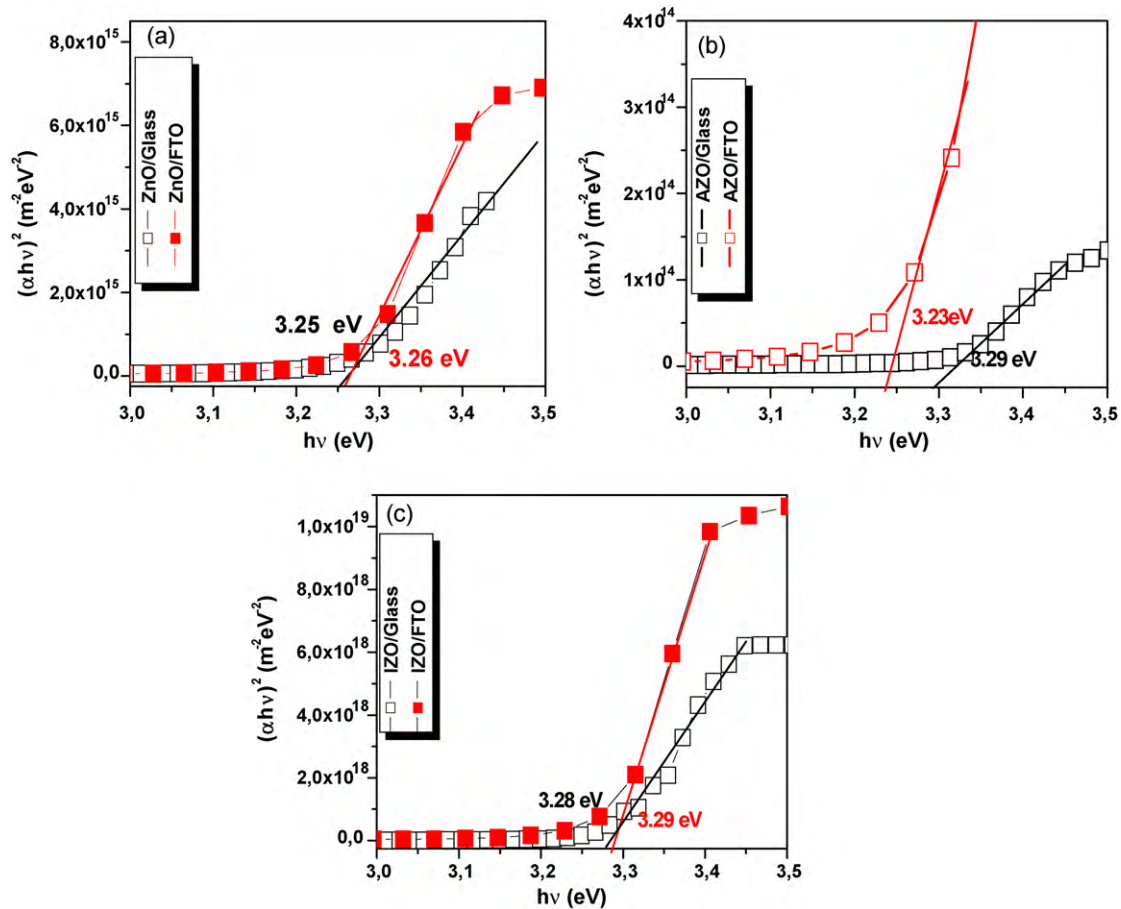 (a)
8,0x10¹⁵
6,0x10¹⁵
4,0x10¹⁵
2,0x10¹⁵
0,0
(αhν)² (m⁻²eV⁻²)
ZnO/Glass
ZnO/FTO
3.25 eV
3.26 eV
3,0 3,1 3,2 3,3 3,4 3,5
hν (eV)
(b)
4x10¹⁴
3x10¹⁴
2x10¹⁴
1x10¹⁴
0
(αhν)² (m⁻²eV⁻²)
AZO/Glass
AZO/FTO
3.23eV
3.29 eV
3,0 3,1 3,2 3,3 3,4 3,5
hν (eV)
(c)
1,0x10¹⁹
8,0x10¹⁸
6,0x10¹⁸
4,0x10¹⁸
2,0x10¹⁸
0,0
(αhν)² (m⁻²eV⁻²)
IZO/Glass
IZO/FTO
3.28 eV
3.29 eV
3,0 3,1 3,2 3,3 3,4 3,5
hν (eV)